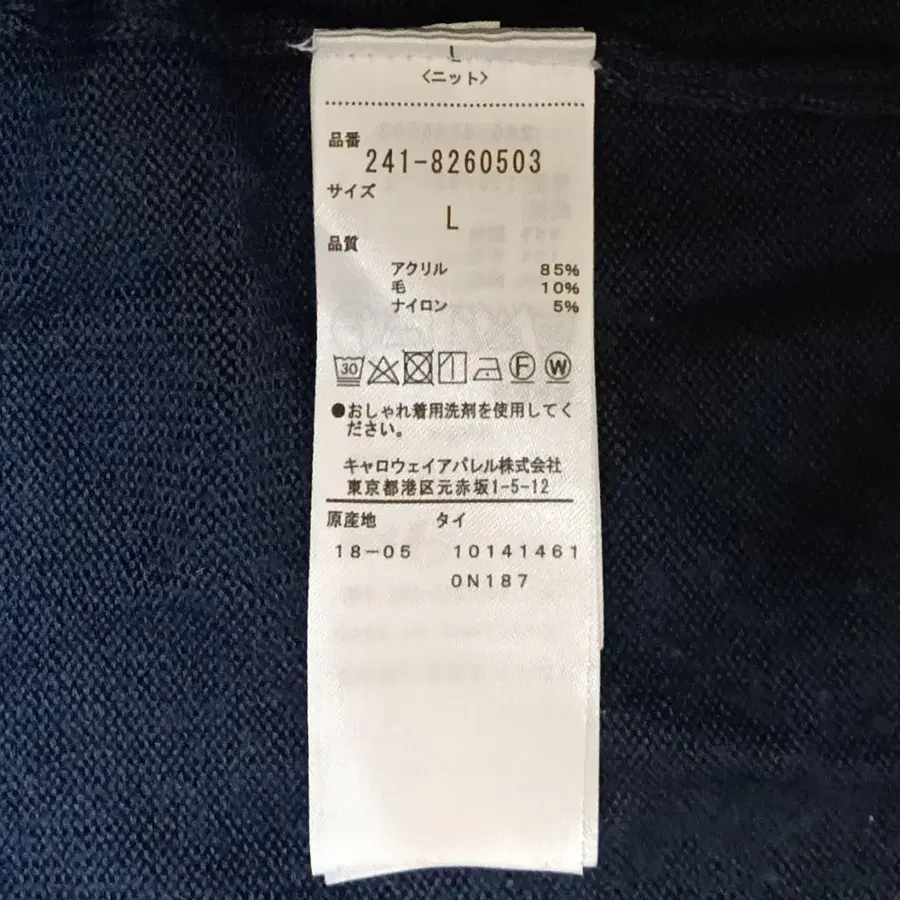 L
〈ニット〉
品番
241-8260503
サイズ
L
品質
アクリル 85%
毛 10%
ナイロン 5%
30 F W
●おしゃれ着用洗剤を使用してく
ださい。
キャロウェイアパレル株式会社
東京都港区元赤坂1-5-12
原産地 タイ
18-05 10141461
0N187